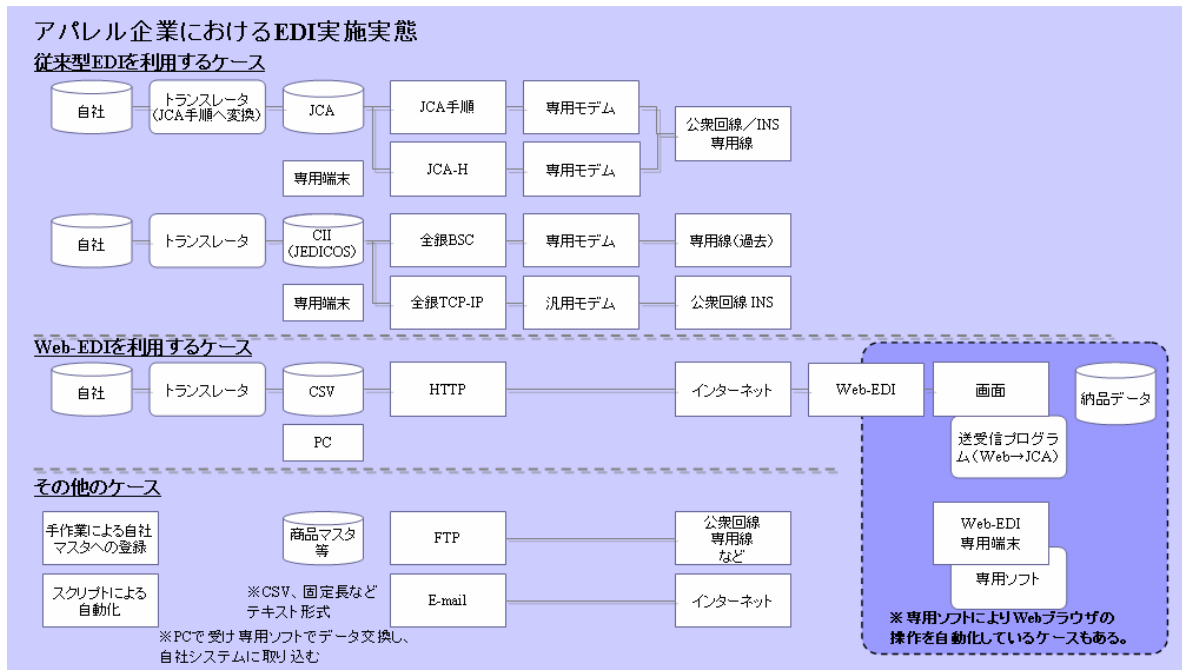 アパレル企業におけるEDI実施実態
従来型EDIを利用するケース
自社
トランスレータ
(JCA手順へ変換)
JCA
JCA手順
専用モデム
公衆回線／INS
専用線
専用端末
JCA-H
専用モデム
自社
トランスレータ
CII
(JEDICOS)
全銀BSC
専用モデム
専用線(過去)
専用端末
全銀TCP-IP
汎用モデム
公衆回線 INS
Web-EDIを利用するケース
自社
トランスレータ
CSV
HTTP
インターネット
Web-EDI
画面
納品データ
PC
送受信プログラ
ム(Web→JCA)
その他のケース
手作業による自社
マスタへの登録
商品マスタ
等
FTP
公衆回線
専用線
など
Web-EDI
専用端末
専用ソフト
スクリプトによる
自動化
※CSV、固定長など
テキスト形式
E-mail
インターネット
※専用ソフトによりWebブラウザの
操作を自動化しているケースもある。
※PCで受け専用ソフトでデータ交換し、
自社システムに取り込む